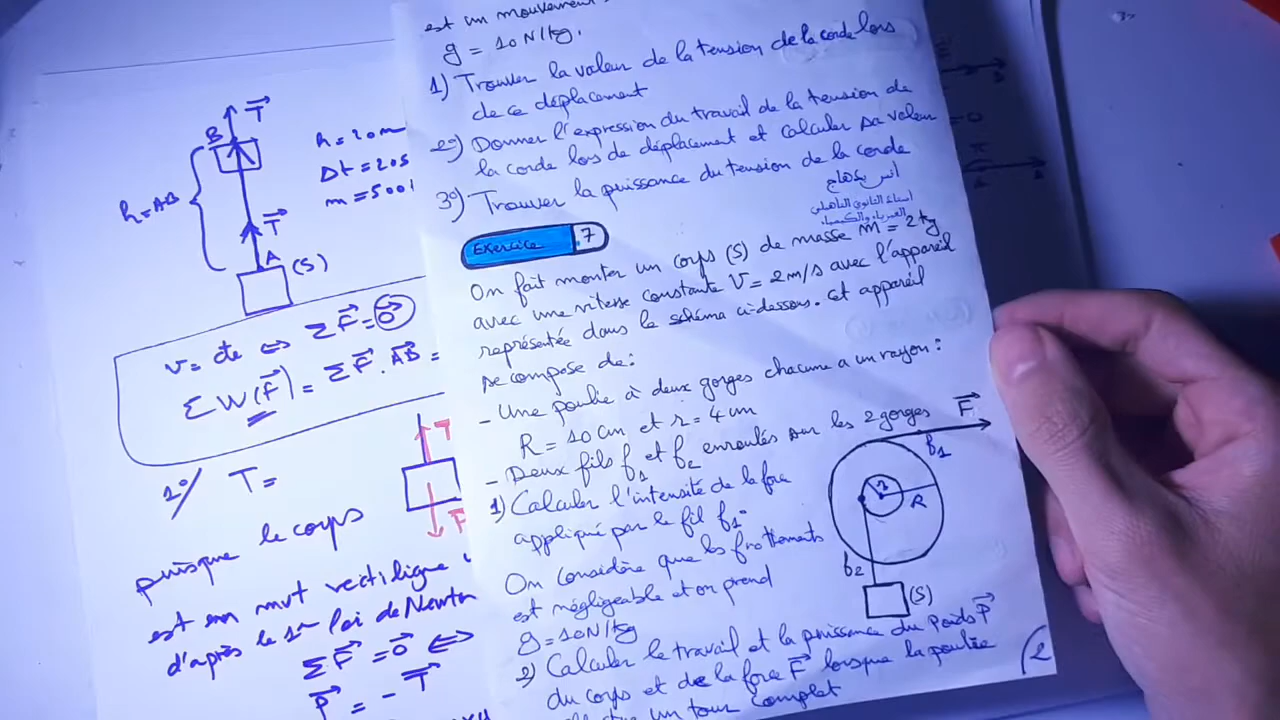 est un mouvement
g = 10 N/kg.
1) Trouver la valeur de la tension de la corde lors
de ce déplacement
2°) Donner l'expression du travail de la tension de
la corde lors de déplacement et calculer sa valeur
3°) Trouver la puissance du tension de la corde
Exercice 7
On fait monter un corps (S) de masse m = 2 kg
avec une vitesse constante V = 2 m/s avec l'appareil
représentée dans le schéma ci-dessous. cet appareil
se compose de:
- Une poulie à deux gorges chacune a un rayon:
R = 10 cm et r = 4 cm
- Deux fils f1 et f2 enroulés sur les 2 gorges
1) Calculer l'intensité de la force
appliqué par le fil f1.
On considère que les frottements
est négligeable et on prend
g = 10 N/kg
2) Calculer le travail et la puissance du Poids P⃗
du corps et de la force F⃗ lorsque la poulie
un tour complet
F⃗
f1
r
R
f2
(S)
2
T⃗
B
h = 20 m
Δt = 20s
m = 500
h = AB
T⃗
A
(S)
v = cte ⇔ ΣF⃗ = 0⃗
ΣW(F⃗) = ΣF⃗ . AB⃗ =
1°/ T =
T
P
puisque le corps
est en mvt rectiligne
d'après le 1ère loi de Newton
ΣF⃗ = 0⃗ ⇔
P⃗ = - T⃗